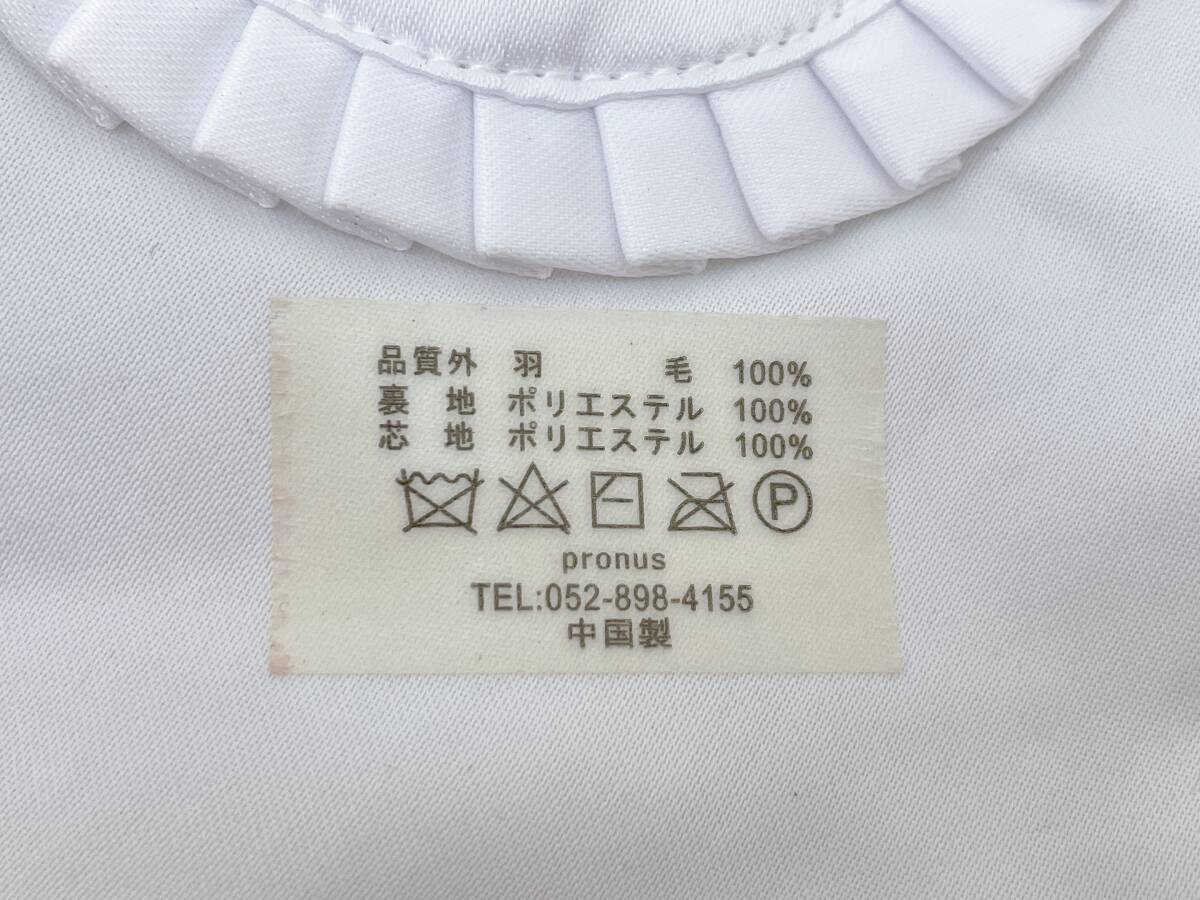 品質外 羽 毛 100%
裏 地 ポリエステル 100%
芯 地 ポリエステル 100%
P
pronus
TEL:052-898-4155
中国製